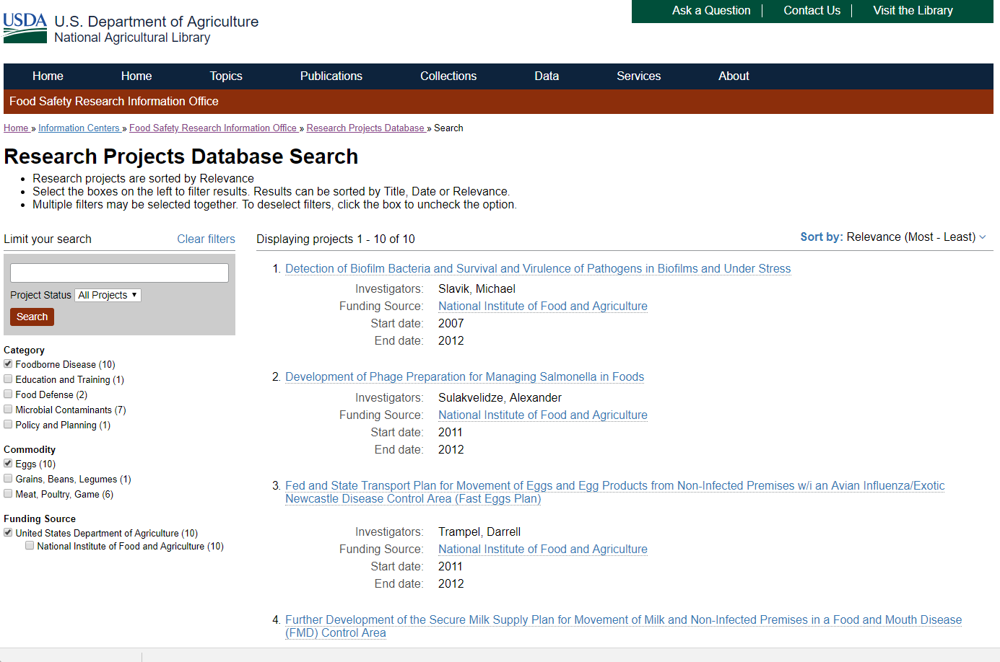 USDA
U.S. Department of Agriculture
National Agricultural Library
Ask a Question
Contact Us
Visit the Library
Home Home Topics Publications Collections Data Services About
Food Safety Research Information Office
Home » Information Centers » Food Safety Research Information Office » Research Projects Database » Search
Research Projects Database Search
• Research projects are sorted by Relevance
• Select the boxes on the left to filter results. Results can be sorted by Title, Date or Relevance.
• Multiple filters may be selected together. To deselect filters, click the box to uncheck the option.
Limit your search Clear filters
Project Status All Projects
Search
Category
Foodborne Disease (10)
Education and Training (1)
Food Defense (2)
Microbial Contaminants (7)
Policy and Planning (1)
Commodity
Eggs (10)
Grains, Beans, Legumes (1)
Meat, Poultry, Game (6)
Funding Source
United States Department of Agriculture (10)
National Institute of Food and Agriculture (10)
Displaying projects 1 - 10 of 10
Sort by: Relevance (Most - Least)
1. Detection of Biofilm Bacteria and Survival and Virulence of Pathogens in Biofilms and Under Stress
Investigators: Slavik, Michael
Funding Source: National Institute of Food and Agriculture
Start date: 2007
End date: 2012
2. Development of Phage Preparation for Managing Salmonella in Foods
Investigators: Sulakvelidze, Alexander
Funding Source: National Institute of Food and Agriculture
Start date: 2011
End date: 2012
3. Fed and State Transport Plan for Movement of Eggs and Egg Products from Non-Infected Premises w/i an Avian Influenza/Exotic
Newcastle Disease Control Area (Fast Eggs Plan)
Investigators: Trampel, Darrell
Funding Source: National Institute of Food and Agriculture
Start date: 2011
End date: 2012
4. Further Development of the Secure Milk Supply Plan for Movement of Milk and Non-Infected Premises in a Food and Mouth Disease
(FMD) Control Area